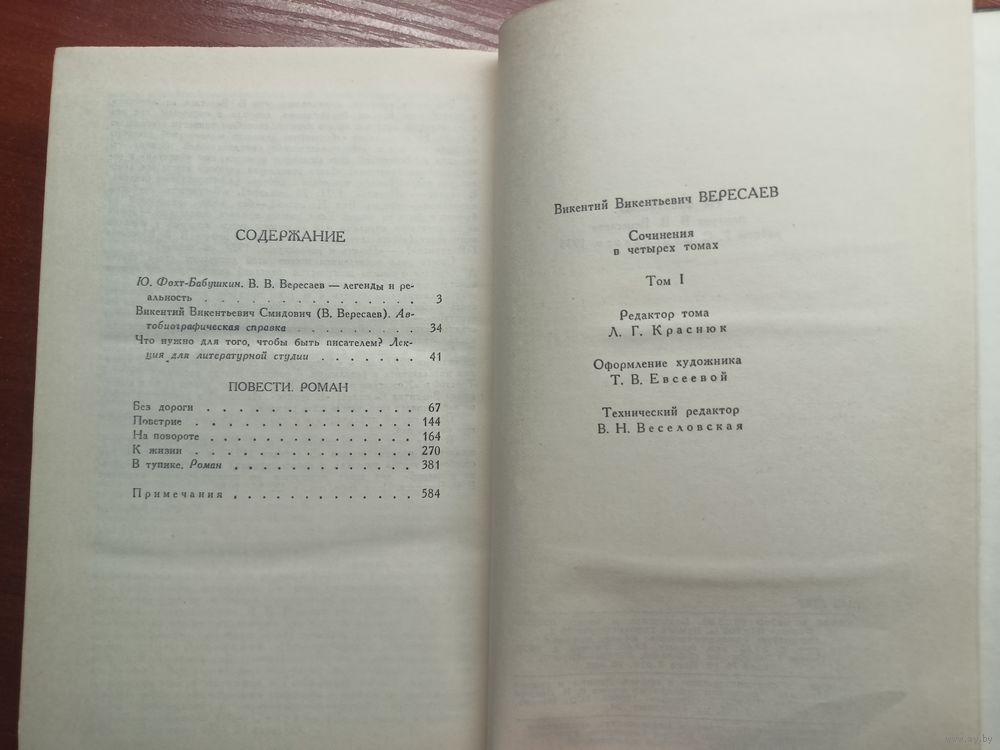 СОДЕРЖАНИЕ
Ю. Фохт-Бабушкин. В. В. Вересаев — легенды и ре-
альность . . . . . . . . . . . . . . . 3
Викентий Викентьевич Смидович (В. Вересаев). Ав-
тобиографическая справка . . . . . . . . 34
Что нужно для того, чтобы быть писателем? Лек-
ция для литературной студии . . . . . . . 41
ПОВЕСТИ. РОМАН
Без дороги . . . . . . . . . . . . . . . 67
Поветрие . . . . . . . . . . . . . . . 144
На повороте . . . . . . . . . . . . . . 164
К жизни . . . . . . . . . . . . . . . 270
В тупике. Роман . . . . . . . . . . . . 381
Примечания . . . . . . . . . . . . 584
Викентий Викентьевич ВЕРЕСАЕВ
Сочинения
в четырех томах
Том I
Редактор тома
Л. Г. Краснюк
Оформление художника
Т. В. Евсеевой
Технический редактор
В. Н. Веселовская
www.ay.by